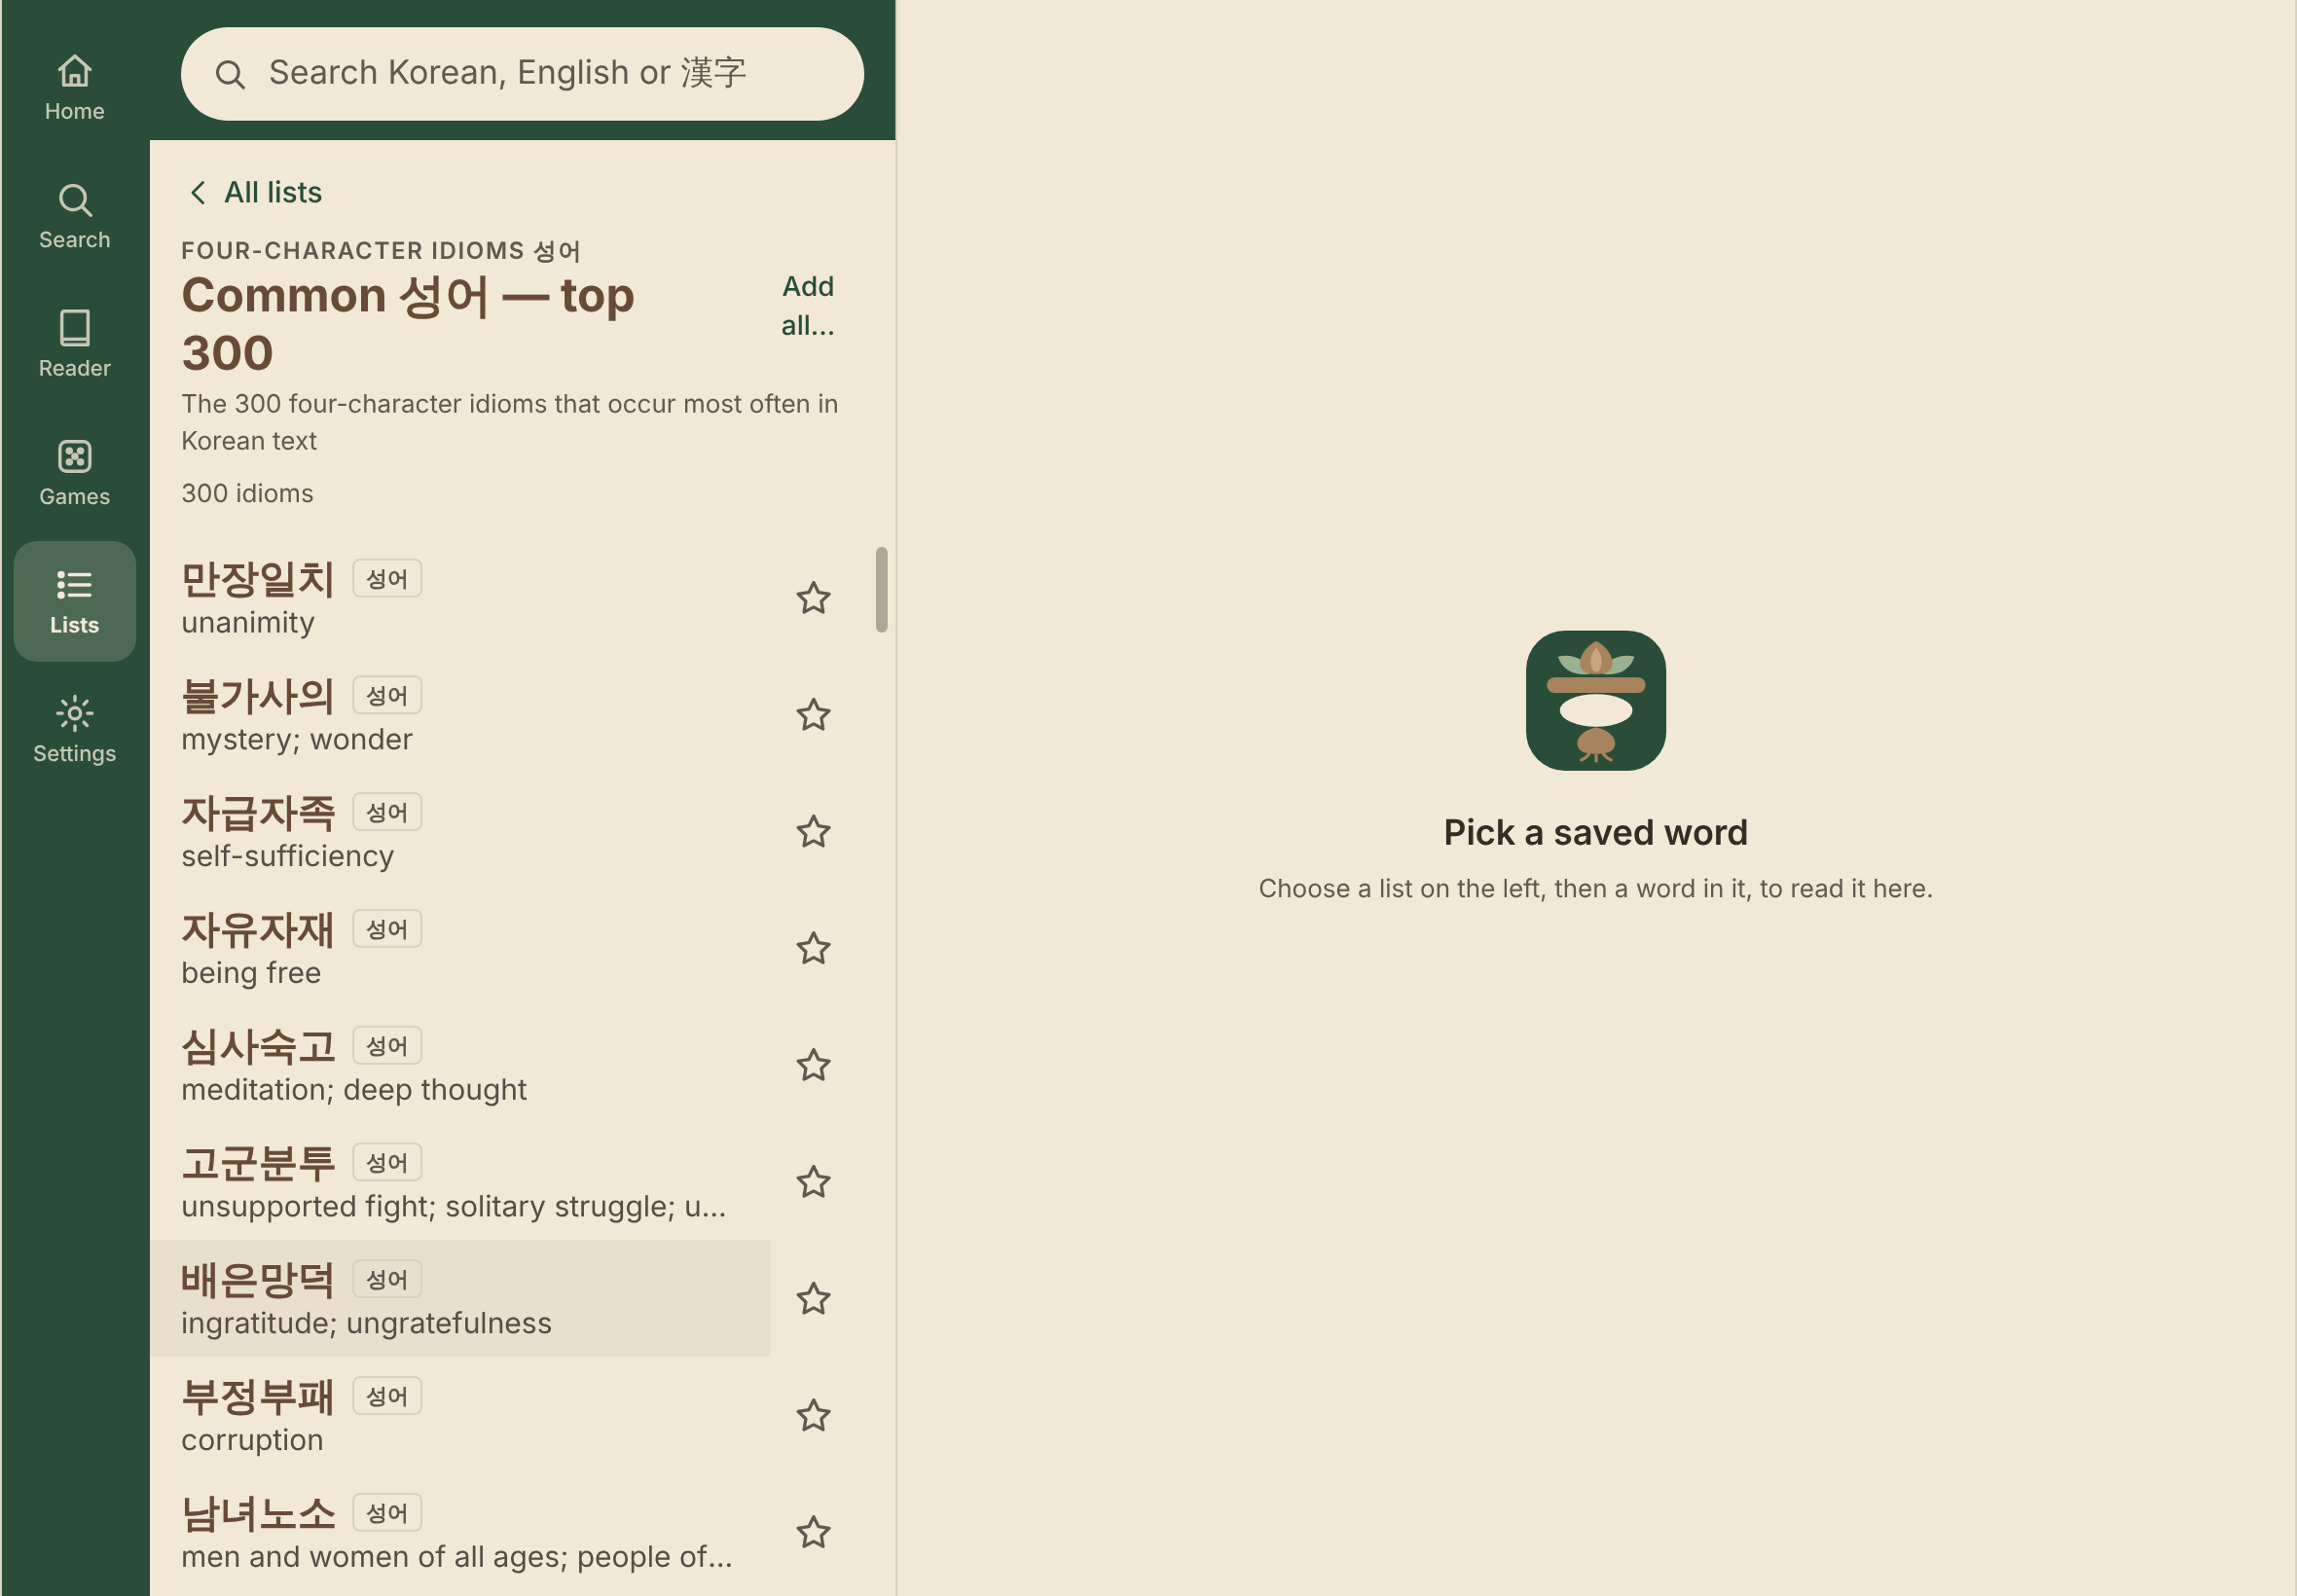 Home
Search
Reader
Games
Lists
Settings
Search Korean, English or 漢字
All lists
FOUR-CHARACTER IDIOMS 성어
Common 성어 — top
300
Add
all...
The 300 four-character idioms that occur most often in
Korean text
300 idioms
만장일치 성어
unanimity
불가사의 성어
mystery; wonder
자급자족 성어
self-sufficiency
자유자재 성어
being free
심사숙고 성어
meditation; deep thought
고군분투 성어
unsupported fight; solitary struggle; u...
배은망덕 성어
ingratitude; ungratefulness
부정부패 성어
corruption
남녀노소 성어
men and women of all ages; people of...
Pick a saved word
Choose a list on the left, then a word in it, to read it here.